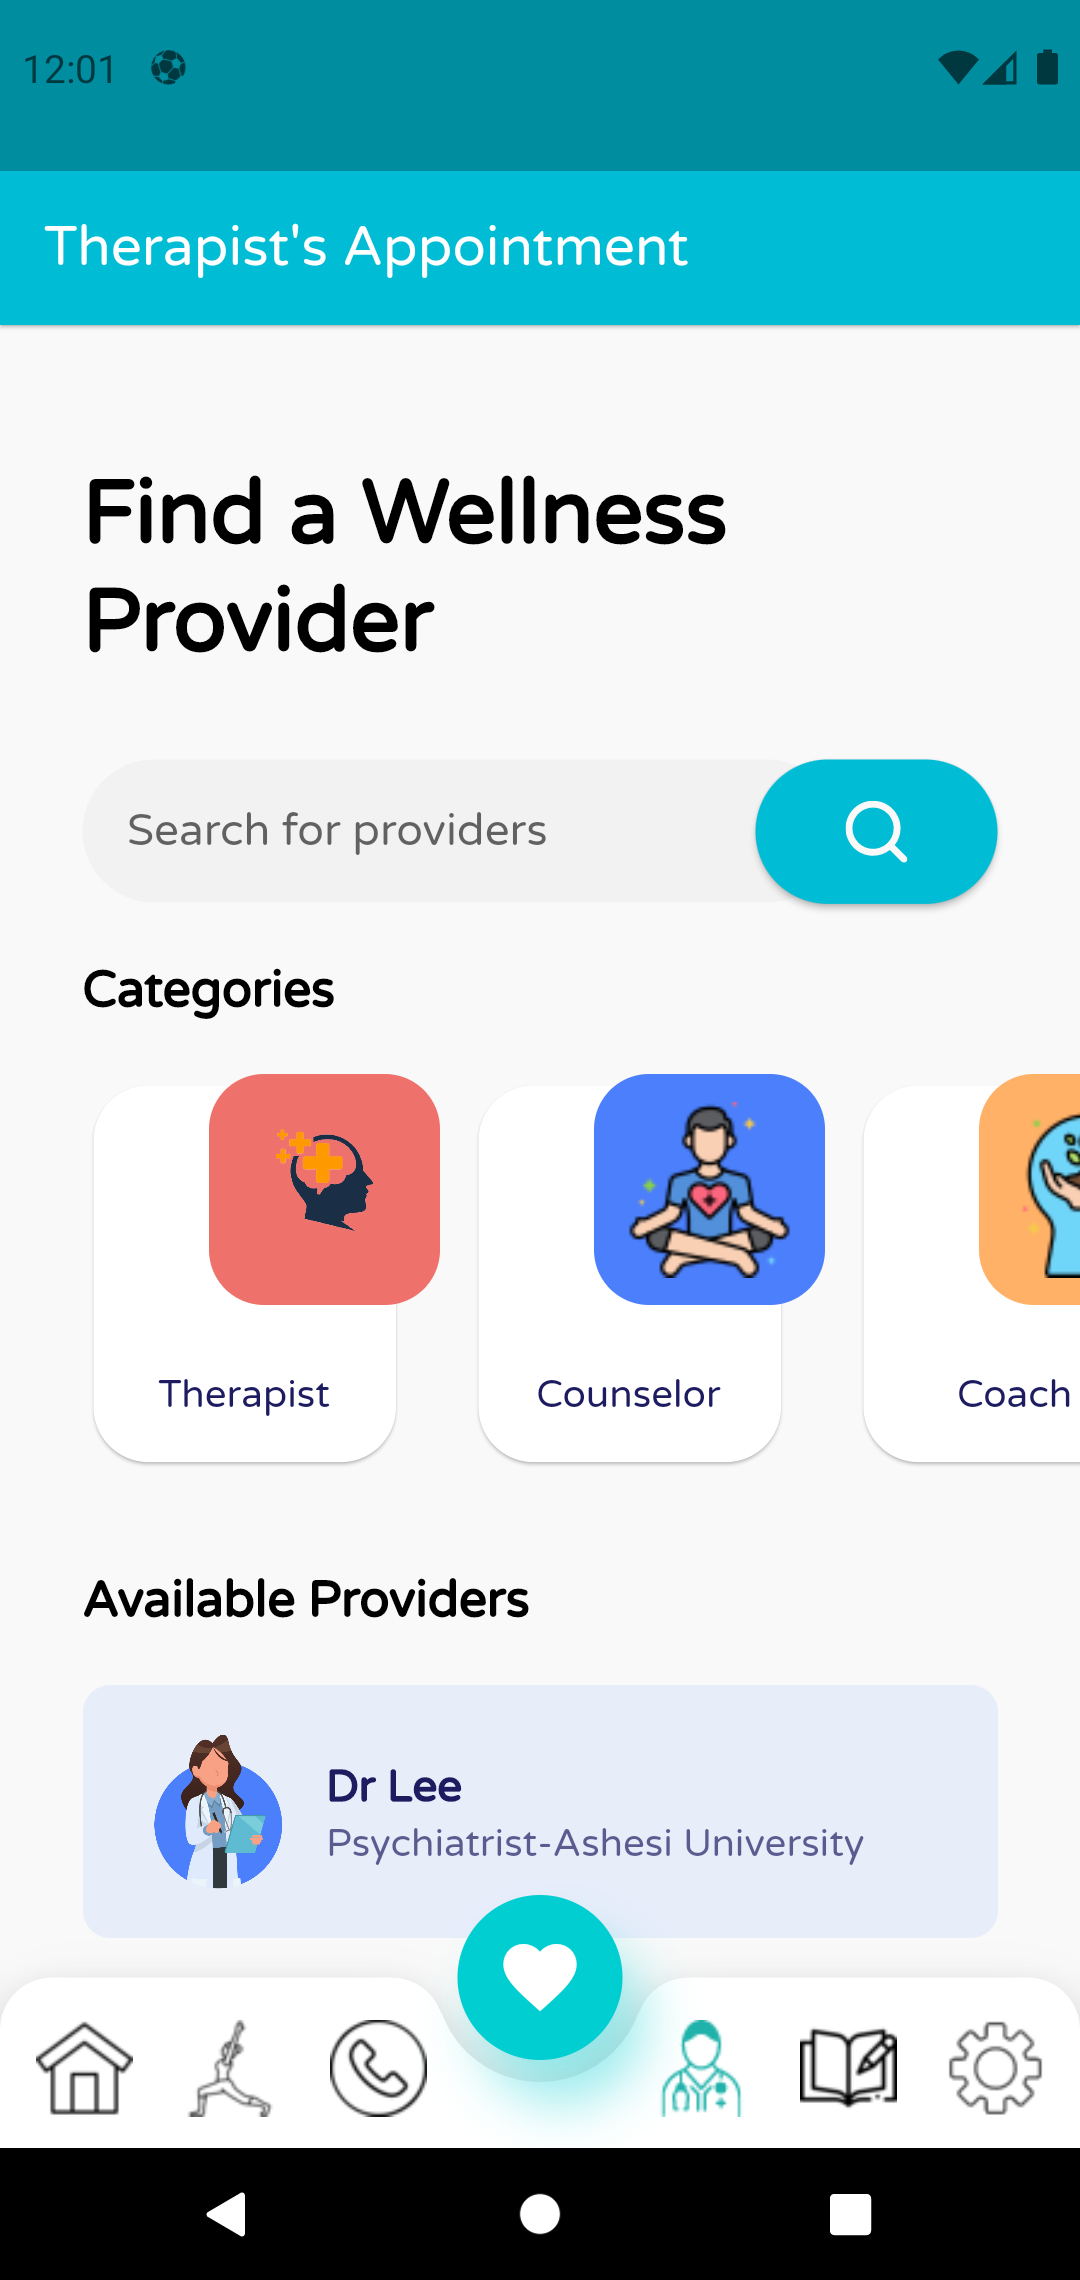 12:01
Therapist's Appointment
Find a Wellness
Provider
Search for providers
Categories
Therapist
Counselor
Coach
Available Providers
Dr Lee
Psychiatrist-Ashesi University